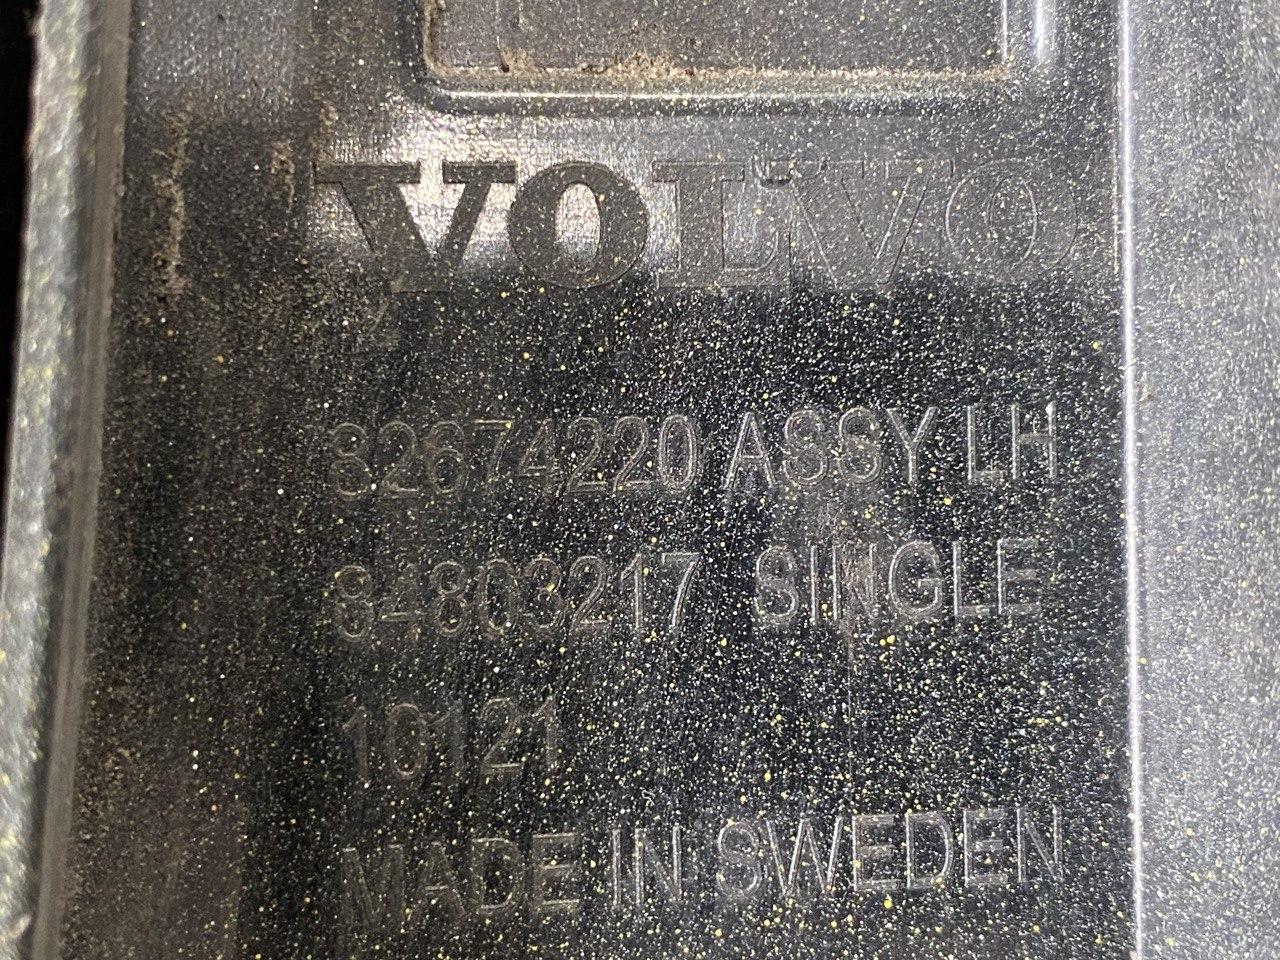 VOLVO
82674220 ASSY LH
84803217 SINGLE
10121
MADE IN SWEDEN